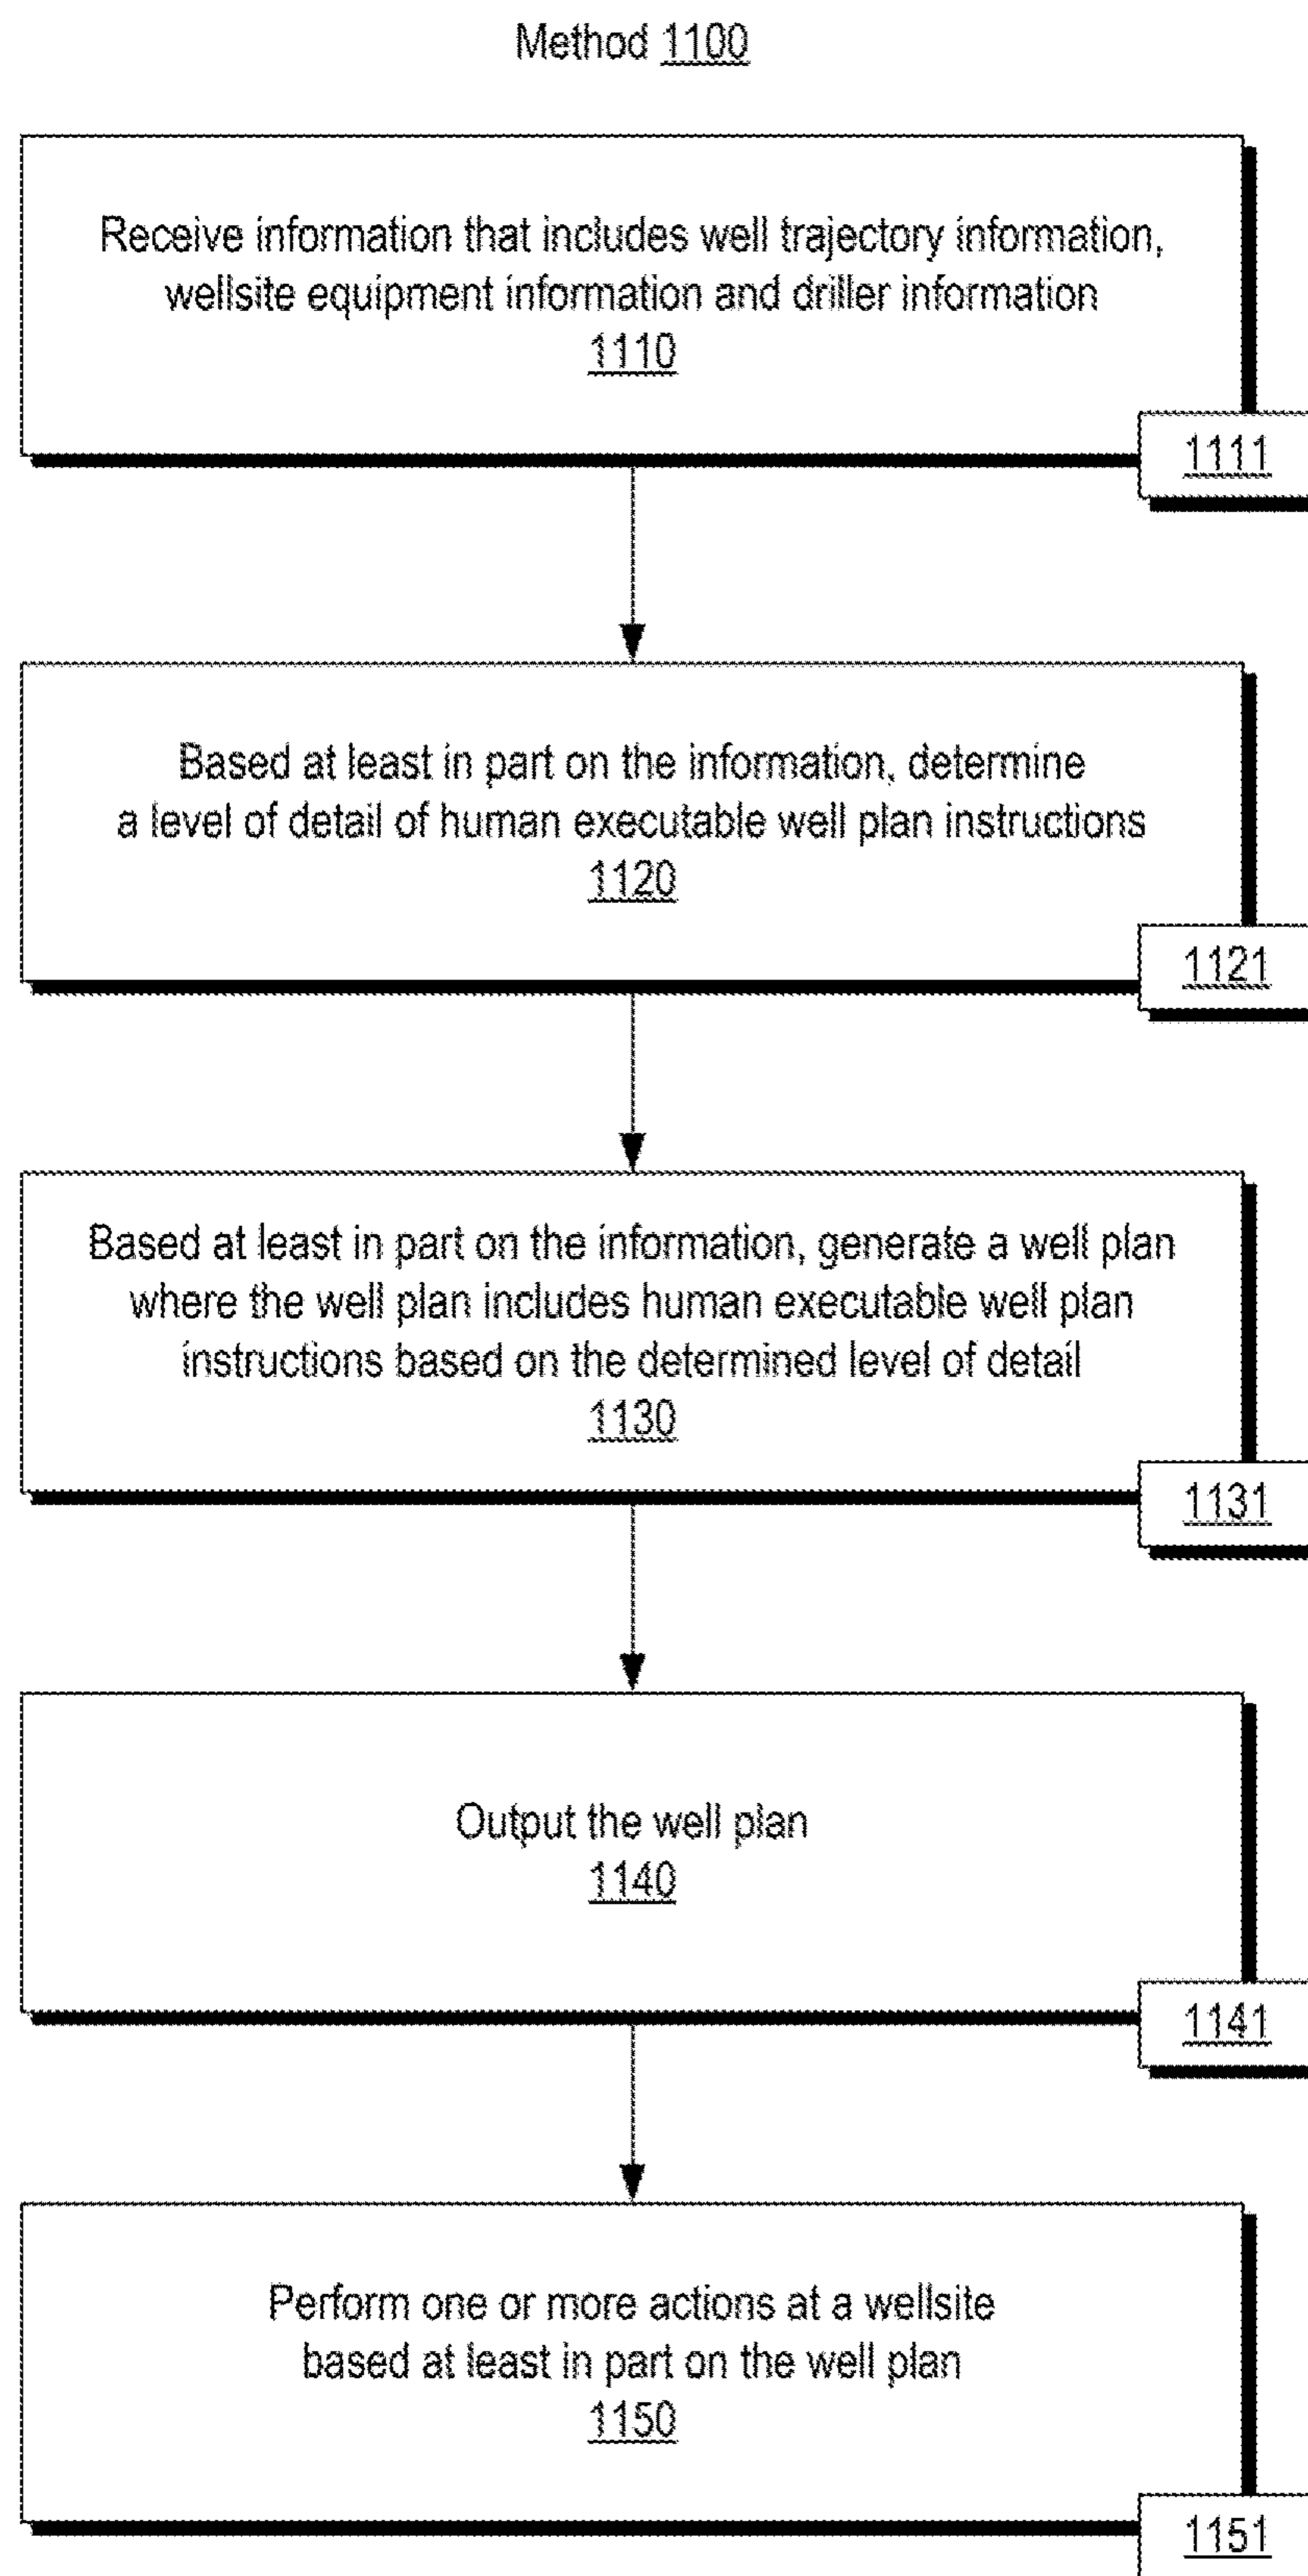 Method 1100
Receive information that includes well trajectory information,
wellsite equipment information and driller information
1110
1111
Based at least in part on the information, determine
a level of detail of human executable well plan instructions
1120
1121
Based at least in part on the information, generate a well plan
where the well plan includes human executable well plan
instructions based on the determined level of detail
1130
1131
Output the well plan
1140
1141
Perform one or more actions at a wellsite
based at least in part on the well plan
1150
1151